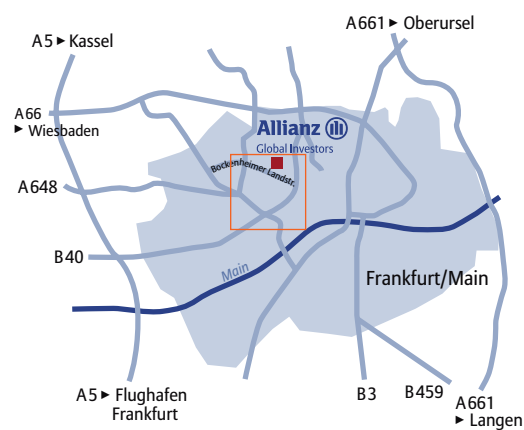 A661 ► Oberursel
A5 ► Kassel
A66
► Wiesbaden
Allianz
Global Investors
Bockenheimer Landstr.
A648
B40
Main
Frankfurt/Main
A5 ► Flughafen
Frankfurt
B3
B459
A661
► Langen